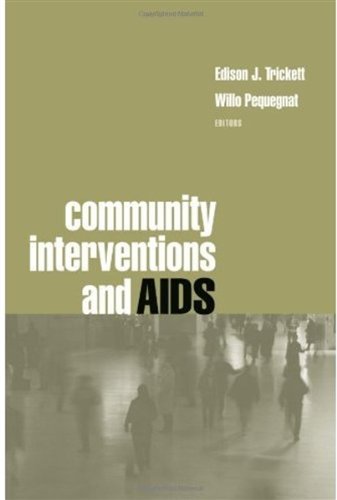 Edison J. Trickett
Willo Pequegnat
EDITORS
community
interventions
and AIDS